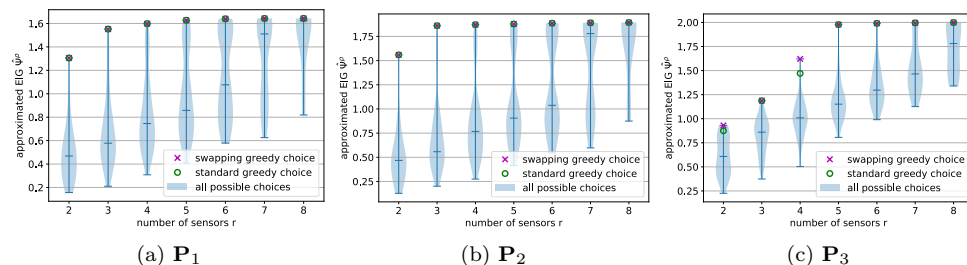 approximated EIG Ψ̂ᵖ
1,6
1,4
1,2
1,0
0,8
0,6
0,4
0,2
× swapping greedy choice
○ standard greedy choice
all possible choices
2 3 4 5 6 7 8
number of sensors r
(a) P₁
approximated EIG Ψ̂ᵖ
1.75
1.50
1.25
1.00
0.75
0.50
0.25
× swapping greedy choice
○ standard greedy choice
all possible choices
2 3 4 5 6 7 8
number of sensors r
(b) P₂
approximated EIG Ψ̂ᵖ
2.00
1.75
1.50
1.25
1.00
0.75
0.50
0.25
× swapping greedy choice
○ standard greedy choice
all possible choices
2 3 4 5 6 7 8
number of sensors r
(c) P₃